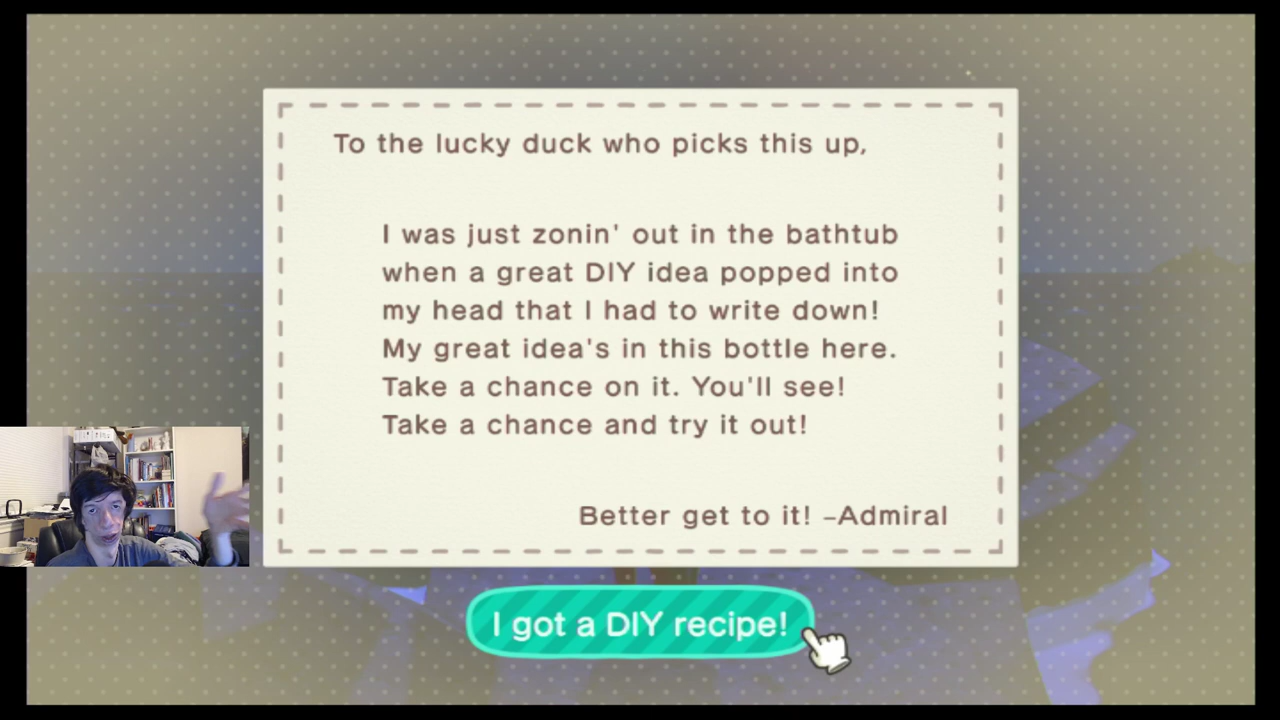 To the lucky duck who picks this up,
I was just zonin' out in the bathtub
when a great DIY idea popped into
my head that I had to write down!
My great idea's in this bottle here.
Take a chance on it. You'll see!
Take a chance and try it out!
Better get to it! –Admiral
I got a DIY recipe!